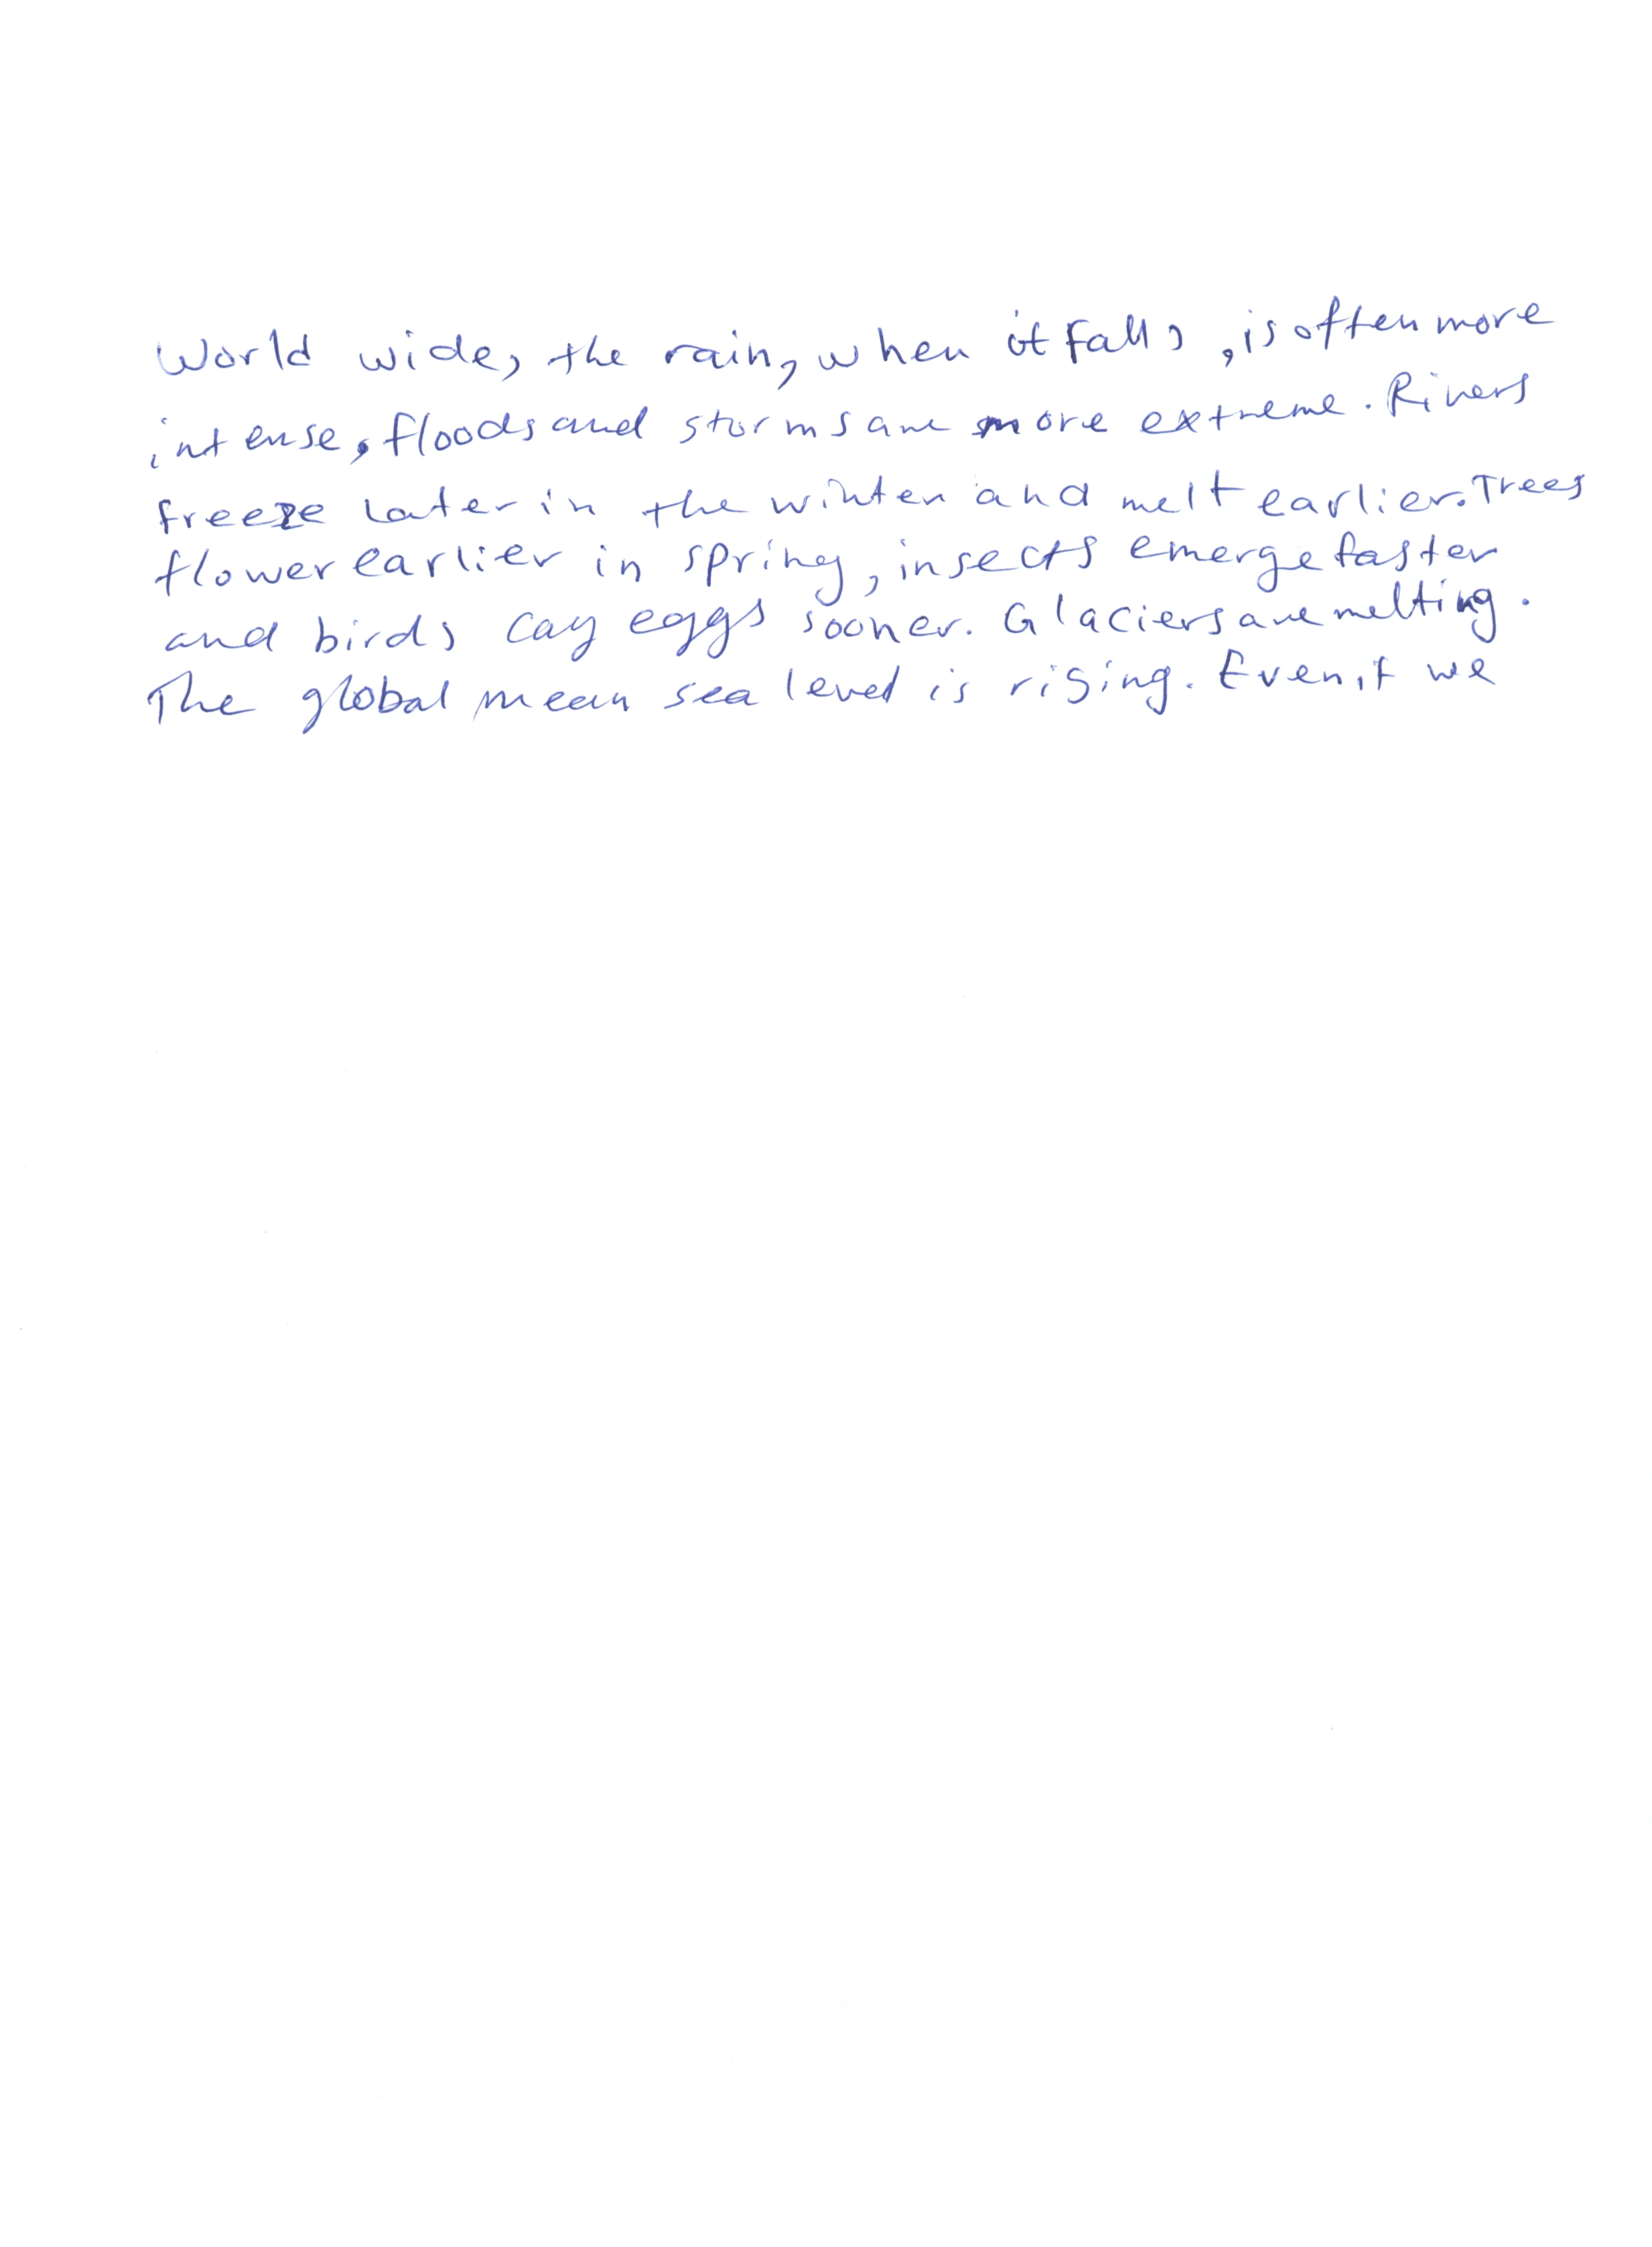 World wide, the rain, when it falls, is often more
intense, floods and storms are more extreme. Rivers
freeze later in the winter and melt earlier. Trees
flower earlier in spring, insects emerge faster
and birds lay eggs sooner. Glaciers are melting.
The global mean sea level is rising. Even if we